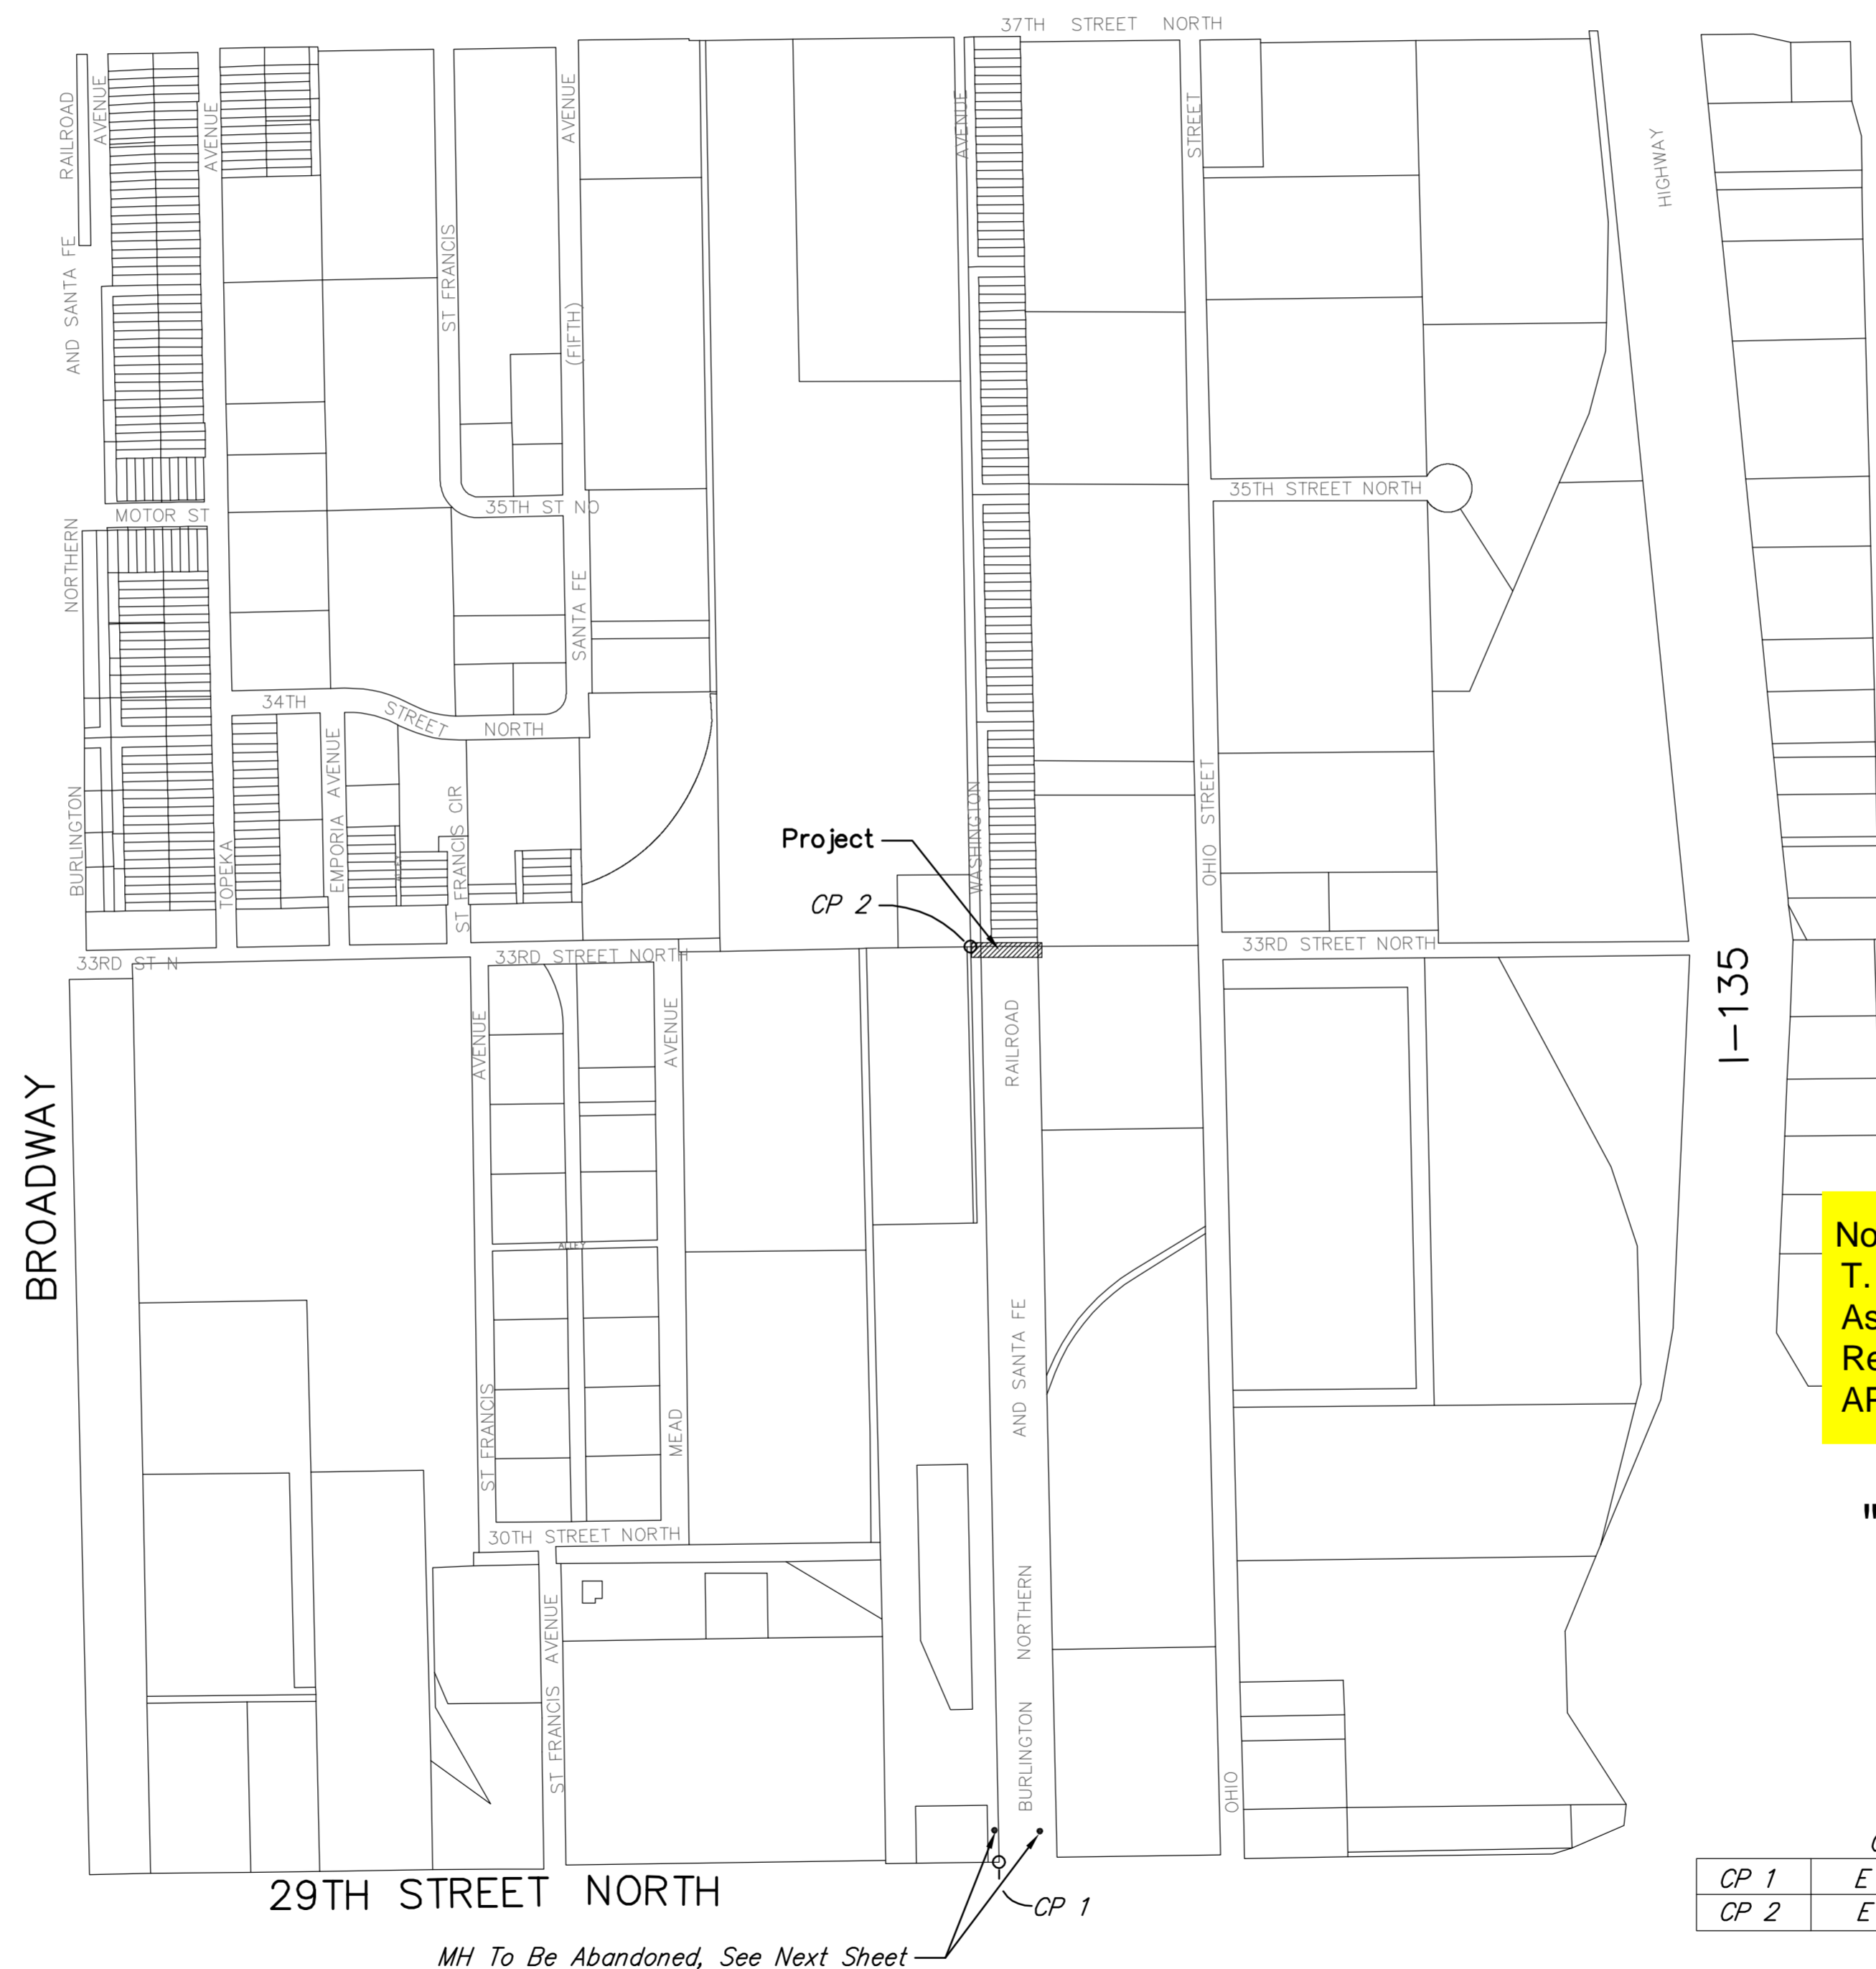 37TH STREET NORTH
RAILROAD
AVENUE
AVENUE
AVENUE
AVENUE
STREET
HIGHWAY
AND SANTA FE
ST FRANCIS
(FIFTH)
35TH STREET NORTH
35TH ST NO
MOTOR ST
NORTHERN
SANTA FE
34TH
STREET
NORTH
EMPORIA AVENUE
BURLINGTON
TOPEKA
ST FRANCIS CIR
WASHINGTON
OHIO STREET
Project
CP 2
33RD STREET NORTH
33RD STREET NORTH
33RD ST N
I-135
AVENUE
AVENUE
RAILROAD
BROADWAY
ALLEY
AND SANTA FE
ST FRANCIS
MEAD
30TH STREET NORTH
NORTHERN
ST FRANCIS AVENUE
BURLINGTON
OHIO
29TH STREET NORTH
CP 1
MH To Be Abandoned, See Next Sheet
T.
"
CP 1 E
CP 2 E